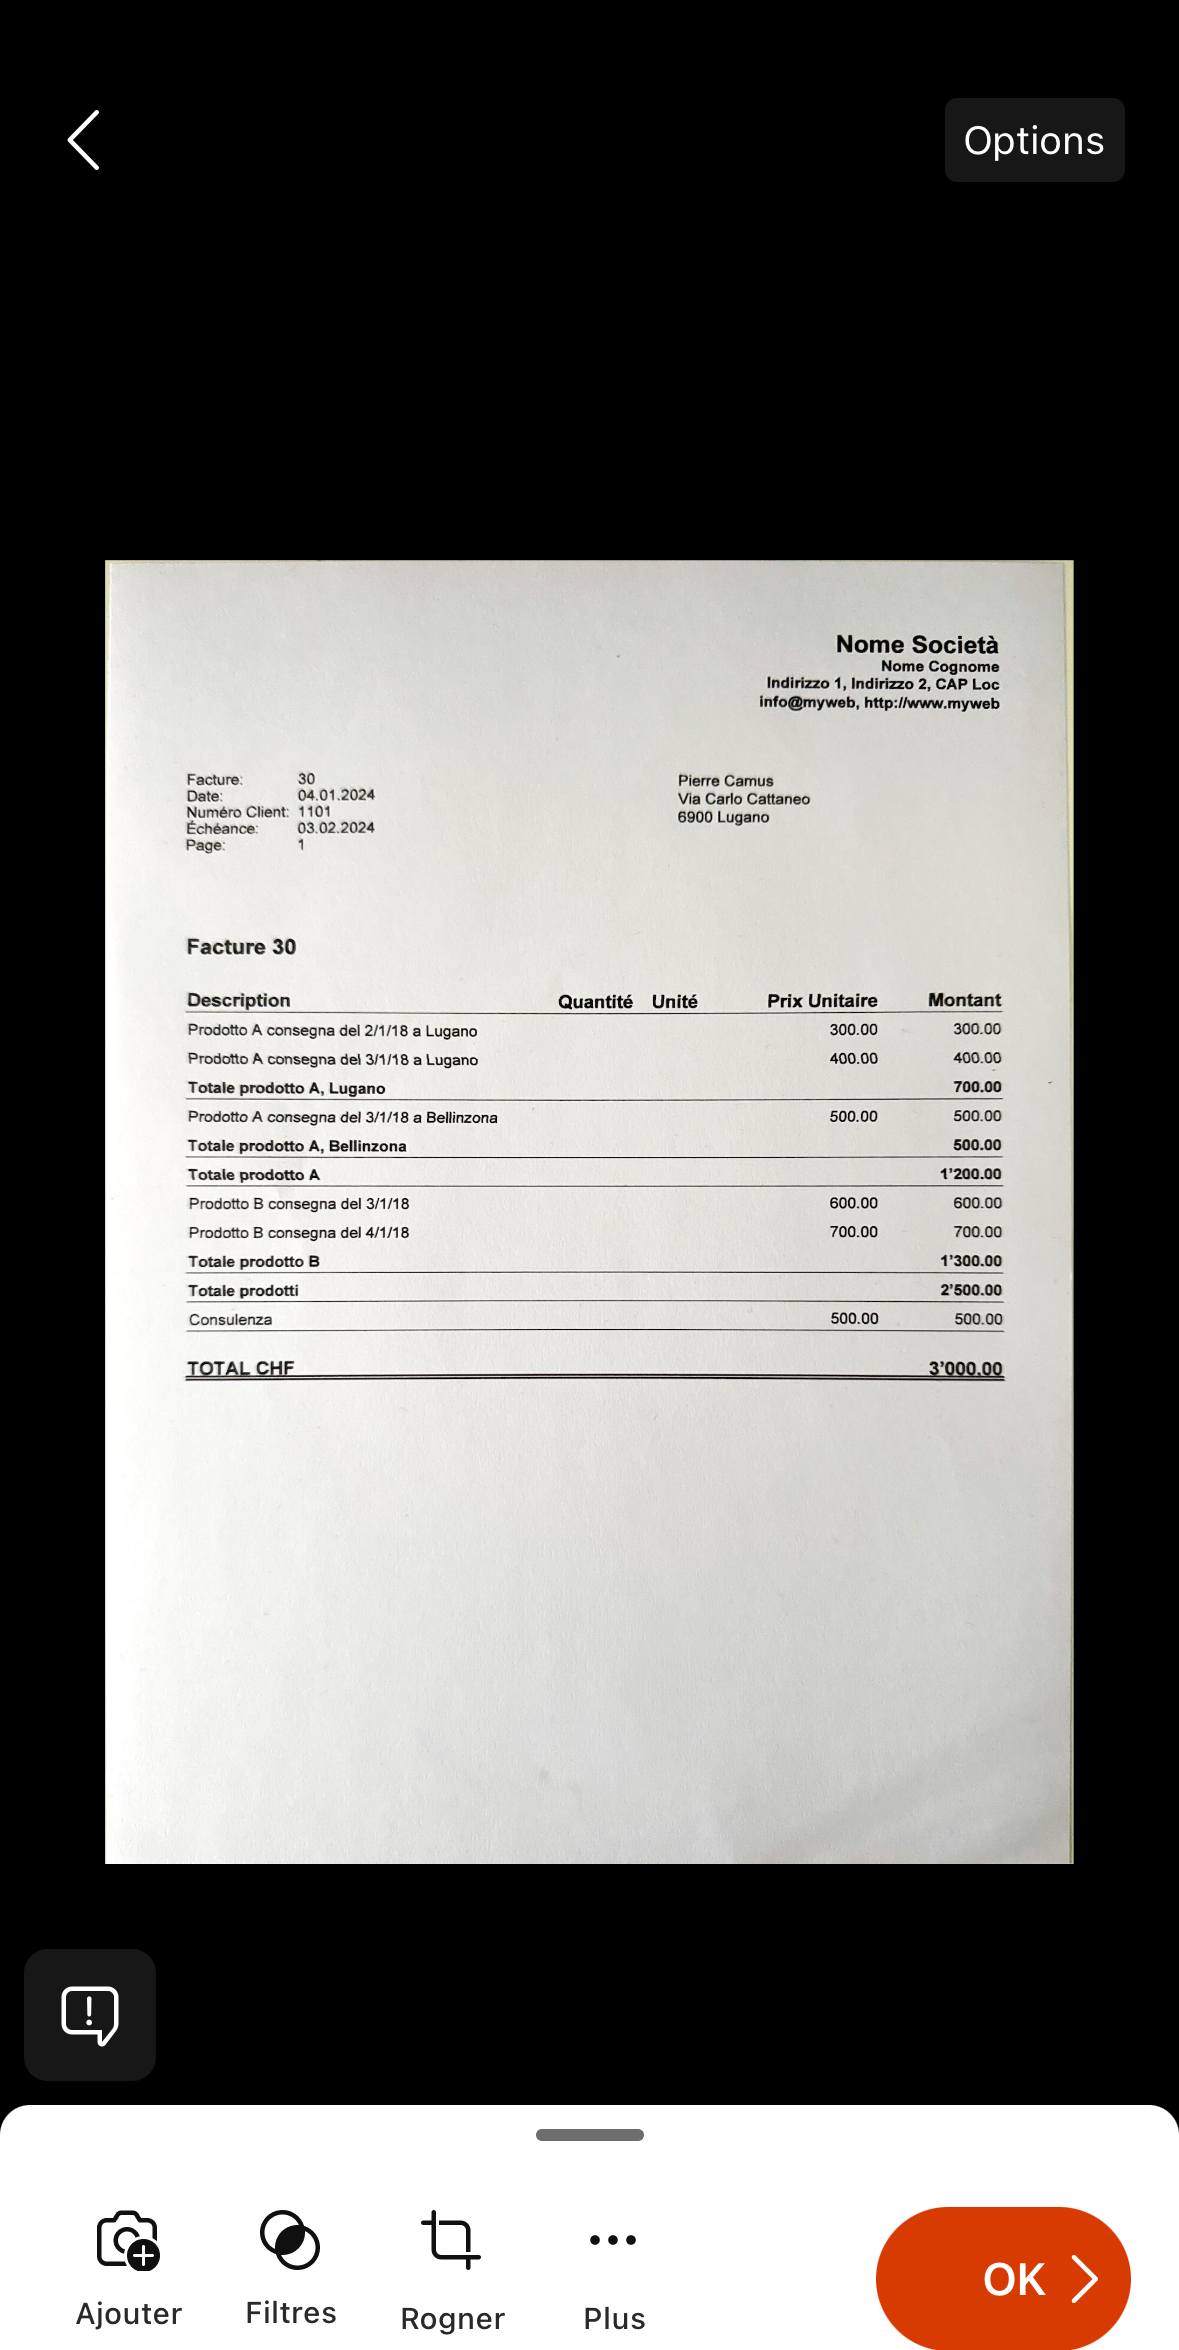 Options
Nome Società
Nome Cognome
Indirizzo 1, Indirizzo 2, CAP Loc
info@myweb, http://www.myweb
Facture: 30
Date: 04.01.2024
Numéro Client: 1101
Échéance: 03.02.2024
Page: 1
Pierre Camus
Via Carlo Cattaneo
6900 Lugano
Facture 30
Description Quantité Unité Prix Unitaire Montant
Prodotto A consegna del 2/1/18 a Lugano 300.00 300.00
Prodotto A consegna del 3/1/18 a Lugano 400.00 400.00
Totale prodotto A, Lugano 700.00
Prodotto A consegna del 3/1/18 a Bellinzona 500.00 500.00
Totale prodotto A, Bellinzona 500.00
Totale prodotto A 1'200.00
Prodotto B consegna del 3/1/18 600.00 600.00
Prodotto B consegna del 4/1/18 700.00 700.00
Totale prodotto B 1'300.00
Totale prodotti 2'500.00
Consulenza 500.00 500.00
TOTAL CHF 3'000.00
Ajouter
Filtres
Rogner
Plus
OK